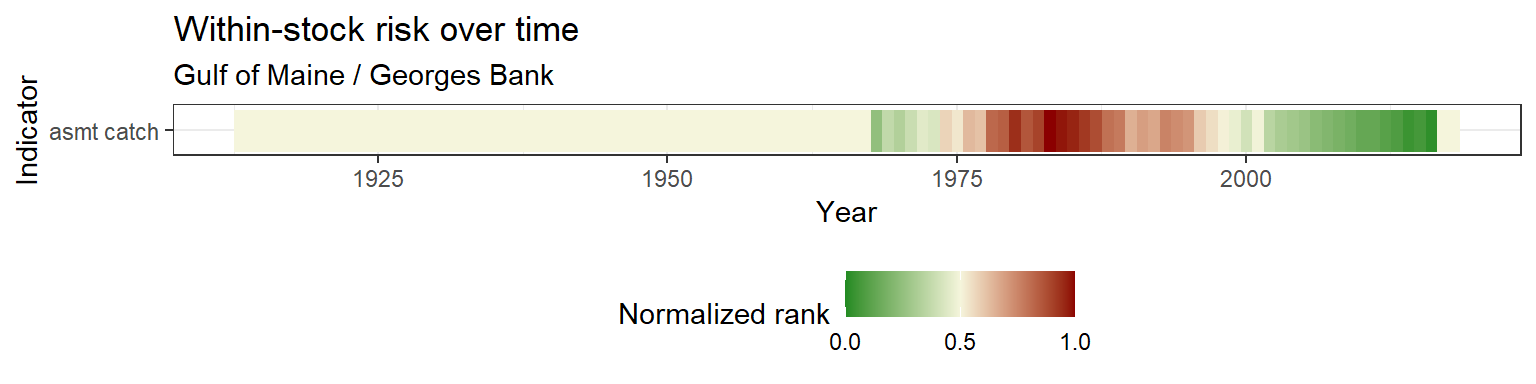 Within-stock risk over time
Gulf of Maine / Georges Bank
Indicator
asmt catch
1925 1950 1975 2000
Year
Normalized rank
0.0 0.5 1.0